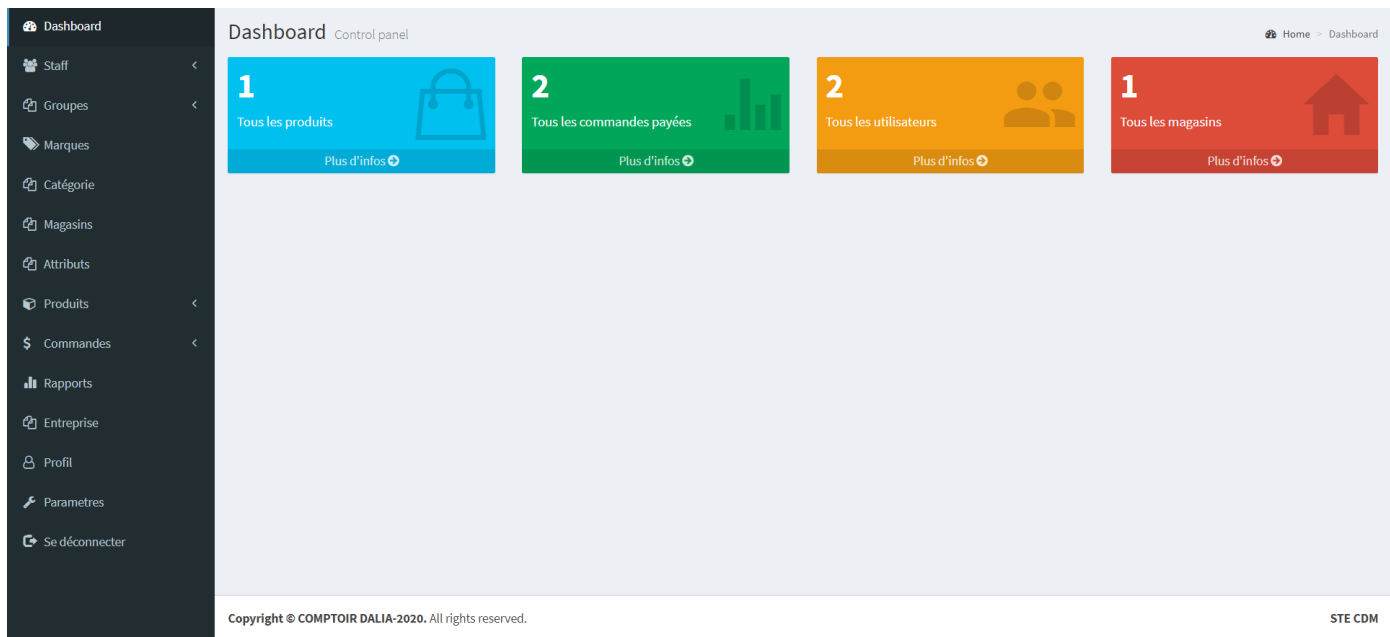 Dashboard
Staff
Groupes
Marques
Catégorie
Magasins
Attributs
Produits
Commandes
Rapports
Entreprise
Profil
Parametres
Se déconnecter
Dashboard Control panel
Home > Dashboard
1
Tous les produits
Plus d'infos
2
Tous les commandes payées
Plus d'infos
2
Tous les utilisateurs
Plus d'infos
1
Tous les magasins
Plus d'infos
Copyright © COMPTOIR DALIA-2020. All rights reserved.
STE CDM